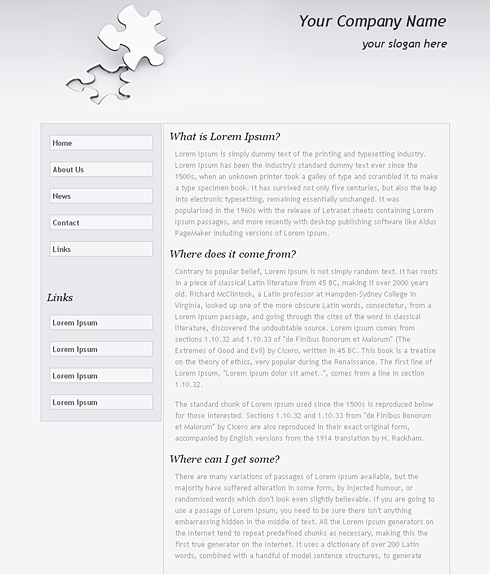 Your Company Name
your slogan here
Home
About Us
News
Contact
Links
Links
Lorem Ipsum
Lorem Ipsum
Lorem Ipsum
Lorem Ipsum
What is Lorem Ipsum?
Lorem Ipsum is simply dummy text of the printing and typesetting industry.
Lorem Ipsum has been the industry's standard dummy text ever since the
1500s, when an unknown printer took a galley of type and scrambled it to make
a type specimen book. It has survived not only five centuries, but also the leap
into electronic typesetting, remaining essentially unchanged. It was
popularised in the 1960s with the release of Letraset sheets containing Lorem
Ipsum passages, and more recently with desktop publishing software like Aldus
PageMaker including versions of Lorem Ipsum.
Where does it come from?
Contrary to popular belief, Lorem Ipsum is not simply random text. It has roots
in a piece of classical Latin literature from 45 BC, making it over 2000 years
old. Richard McClintock, a Latin professor at Hampden-Sydney College in
Virginia, looked up one of the more obscure Latin words, consectetur, from a
Lorem Ipsum passage, and going through the cites of the word in classical
literature, discovered the undoubtable source. Lorem Ipsum comes from
sections 1.10.32 and 1.10.33 of "de Finibus Bonorum et Malorum" (The
Extremes of Good and Evil) by Cicero, written in 45 BC. This book is a treatise
on the theory of ethics, very popular during the Renaissance. The first line of
Lorem Ipsum, "Lorem ipsum dolor sit amet..", comes from a line in section
1.10.32.
The standard chunk of Lorem Ipsum used since the 1500s is reproduced below
for those interested. Sections 1.10.32 and 1.10.33 from "de Finibus Bonorum
et Malorum" by Cicero are also reproduced in their exact original form,
accompanied by English versions from the 1914 translation by H. Rackham.
Where can I get some?
There are many variations of passages of Lorem Ipsum available, but the
majority have suffered alteration in some form, by injected humour, or
randomised words which don't look even slightly believable. If you are going to
use a passage of Lorem Ipsum, you need to be sure there isn't anything
embarrassing hidden in the middle of text. All the Lorem Ipsum generators on
the Internet tend to repeat predefined chunks as necessary, making this the
first true generator on the Internet. It uses a dictionary of over 200 Latin
words, combined with a handful of model sentence structures, to generate